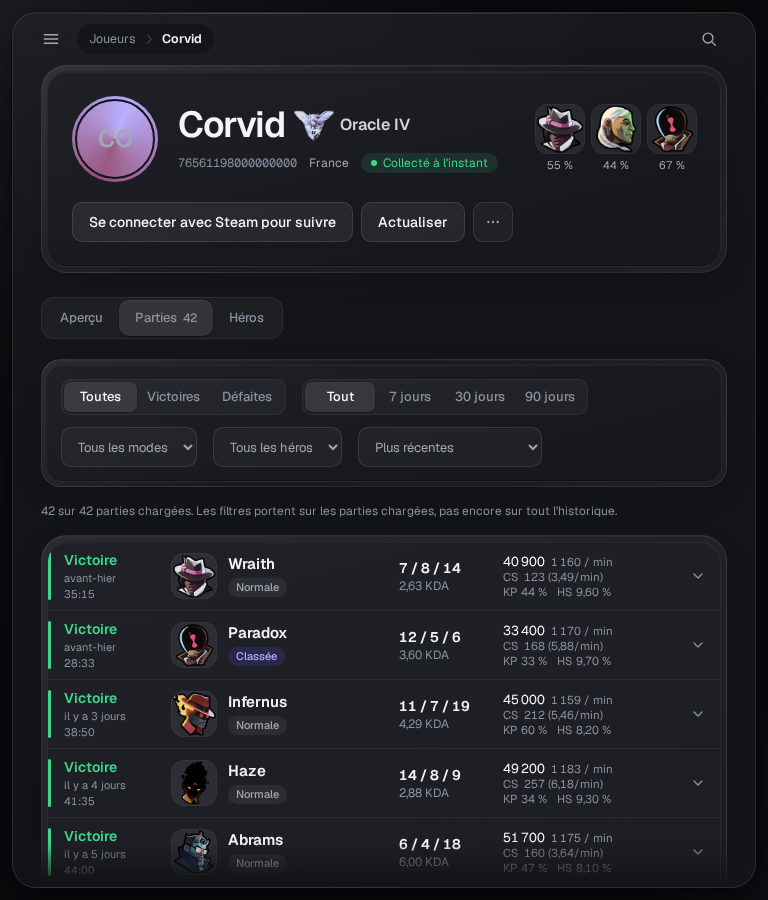 Joueurs > Corvid
CO
Corvid Oracle IV
76561198000000000 France Collecté à l'instant
55 % 44 % 67 %
Se connecter avec Steam pour suivre Actualiser ...
Aperçu Parties 42 Héros
Toutes Victoires Défaites Tout 7 jours 30 jours 90 jours
Tous les modes Tous les héros Plus récentes
42 sur 42 parties chargées. Les filtres portent sur les parties chargées, pas encore sur tout l'historique.
Victoire
avant-hier
35:15
Wraith
Normale
7 / 8 / 14
2,63 KDA
40 900 1 160 / min
CS 123 (3,49/min)
KP 44 % HS 9,60 %
Victoire
avant-hier
28:33
Paradox
Classée
12 / 5 / 6
3,60 KDA
33 400 1 170 / min
CS 168 (5,88/min)
KP 33 % HS 9,70 %
Victoire
il y a 3 jours
38:50
Infernus
Normale
11 / 7 / 19
4,29 KDA
45 000 1 159 / min
CS 212 (5,46/min)
KP 60 % HS 8,20 %
Victoire
il y a 4 jours
41:35
Haze
Normale
14 / 8 / 9
2,88 KDA
49 200 1 183 / min
CS 257 (6,18/min)
KP 34 % HS 9,30 %
Victoire
il y a 5 jours
44:00
Abrams
Normale
6 / 4 / 18
6,00 KDA
51 700 1 175 / min
CS 160 (3,64/min)
KP 47 % HS 8,10 %